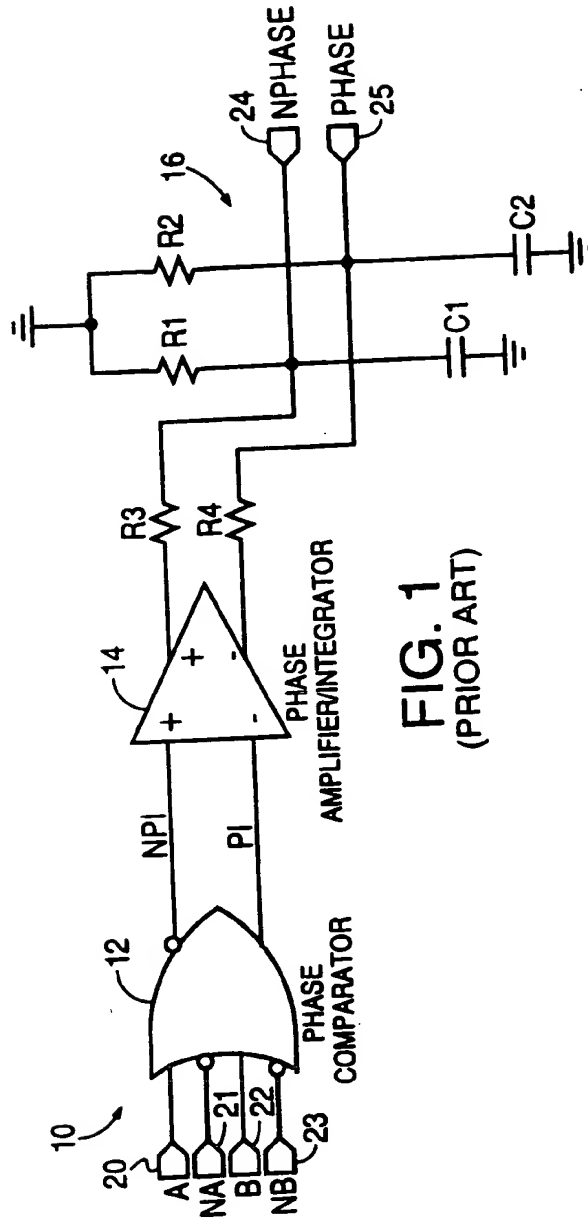 10
20
A
NA
21
B
22
NB
23
12
PHASE
COMPARATOR
NPI
PI
14
+
+
-
-
PHASE
AMPLIFIER/INTEGRATOR
R3
R4
R1
R2
16
C1
C2
24
NPHASE
PHASE
25
FIG. 1
(PRIOR ART)